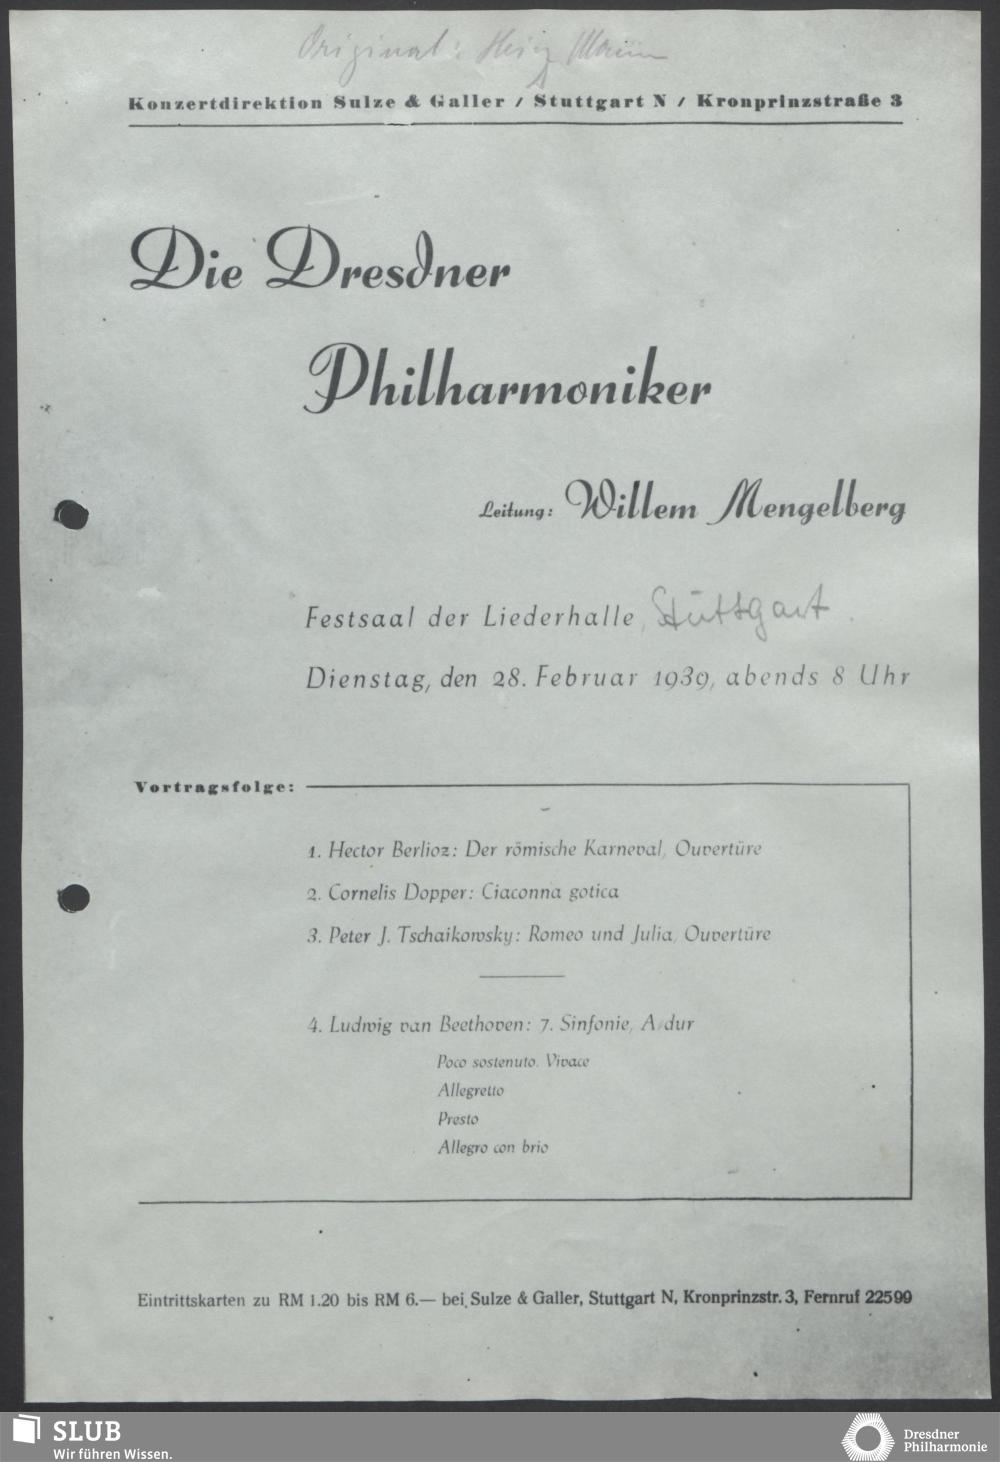 Original: Heinz
Konzertdirektion Sulze & Galler / Stuttgart N / Kronprinzstraße 3
Die Dresdner
Philharmoniker
Leitung: Willem Mengelberg
Festsaal der Liederhalle, Stuttgart.
Dienstag, den 28. Februar 1939, abends 8 Uhr
Vortragsfolge:
1. Hector Berlioz: Der römische Karneval, Ouvertüre
2. Cornelis Dopper: Ciaconna gotica
3. Peter J. Tschaikowsky: Romeo und Julia, Ouvertüre
4. Ludwig van Beethoven: 7. Sinfonie, A-dur
Poco sostenuto. Vivace
Allegretto
Presto
Allegro con brio
Eintrittskarten zu RM 1.20 bis RM 6.— bei Sulze & Galler, Stuttgart N, Kronprinzstr. 3, Fernruf 22599
SLUB
Wir führen Wissen.
Dresdner
Philharmonie